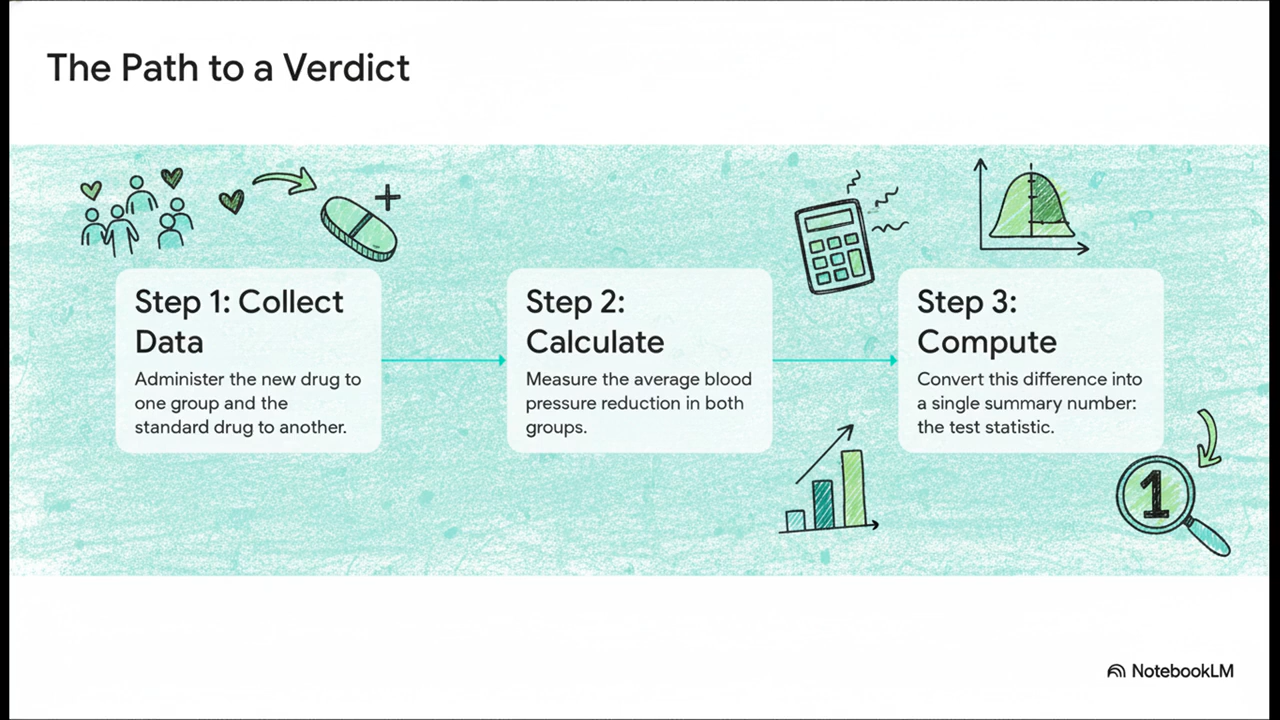 The Path to a Verdict
Step 1: Collect
Data
Administer the new drug to
one group and the
standard drug to another.
Step 2:
Calculate
Measure the average blood
pressure reduction in both
groups.
Step 3:
Compute
Convert this difference into
a single summary number:
the test statistic.
1
NotebookLM